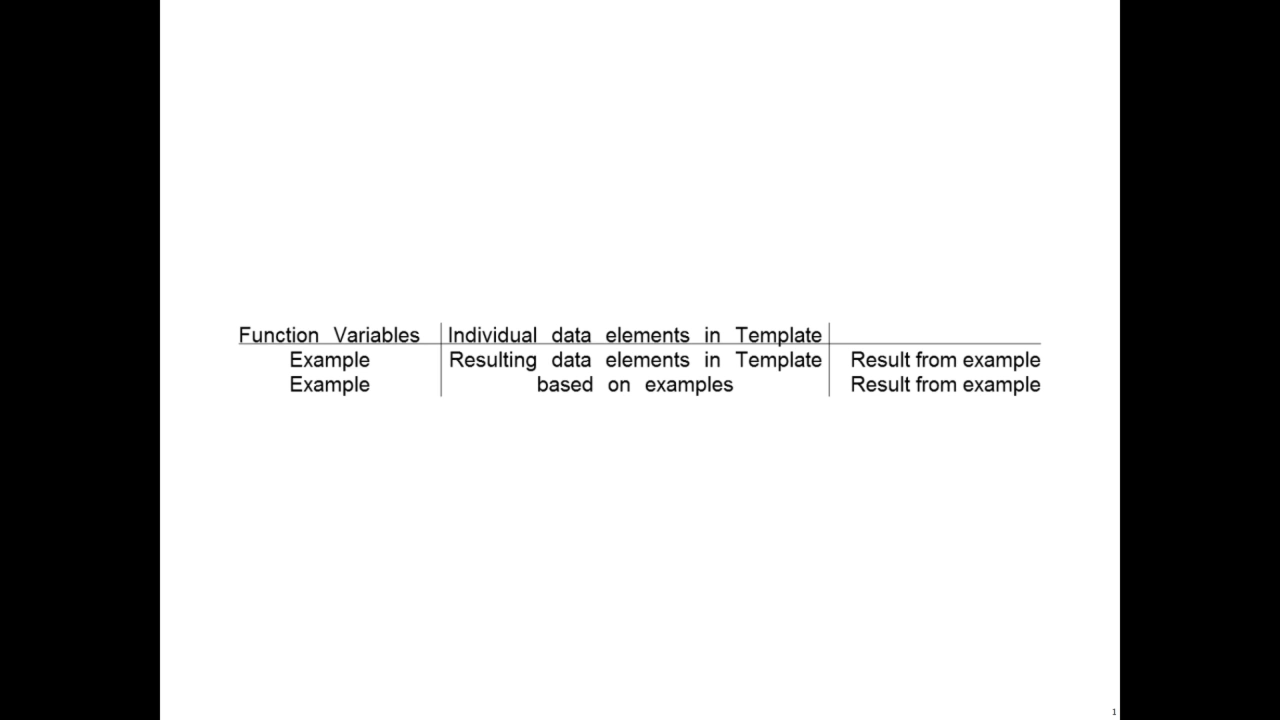 Function Variables Individual data elements in Template
Example Resulting data elements in Template Result from example
Example based on examples Result from example
1